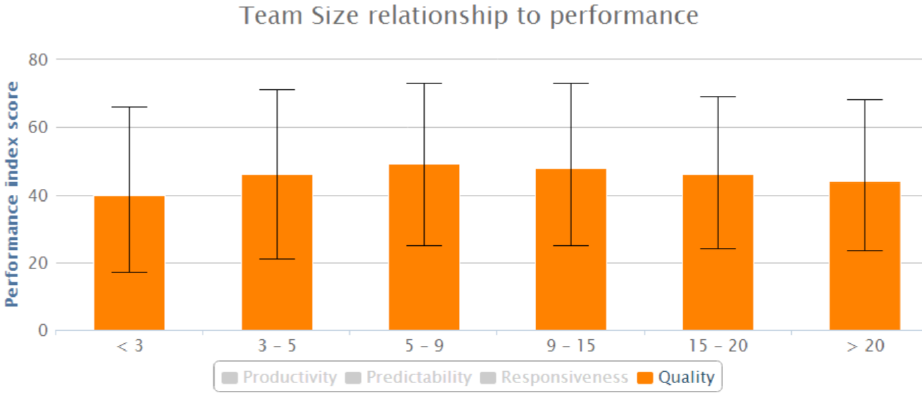 Team Size relationship to performance
Performance index score
80
60
40
20
0
< 3 3 - 5 5 - 9 9 - 15 15 - 20 > 20
Productivity Predictability Responsiveness Quality